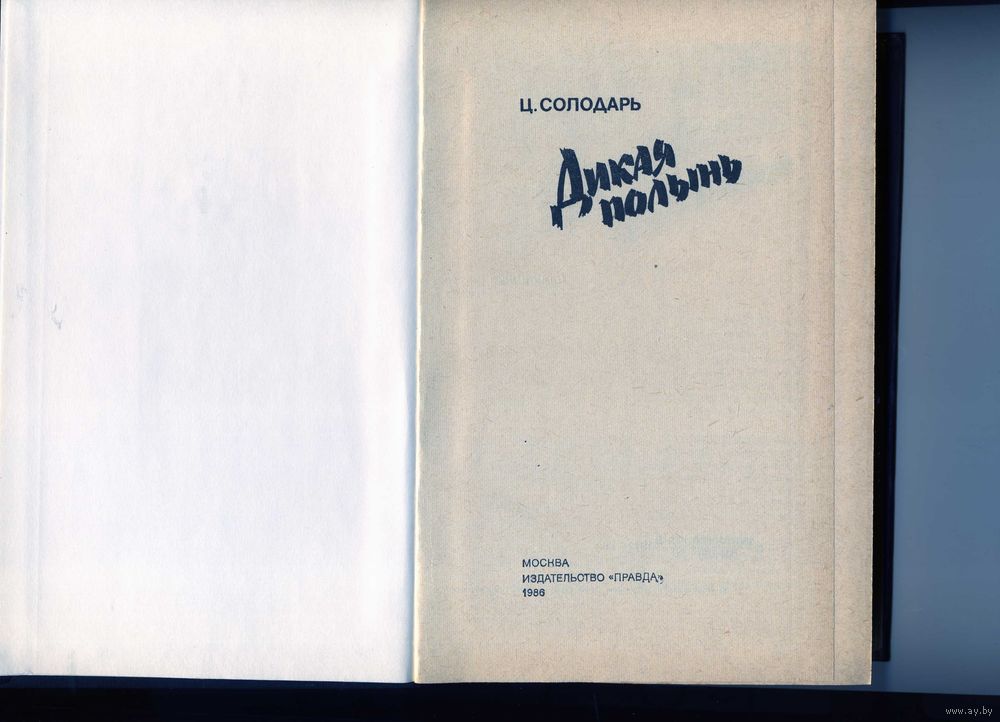 Ц. СОЛОДАРЬ
Дикая
полынь
МОСКВА
ИЗДАТЕЛЬСТВО «ПРАВДА»
1986
www.ay.by